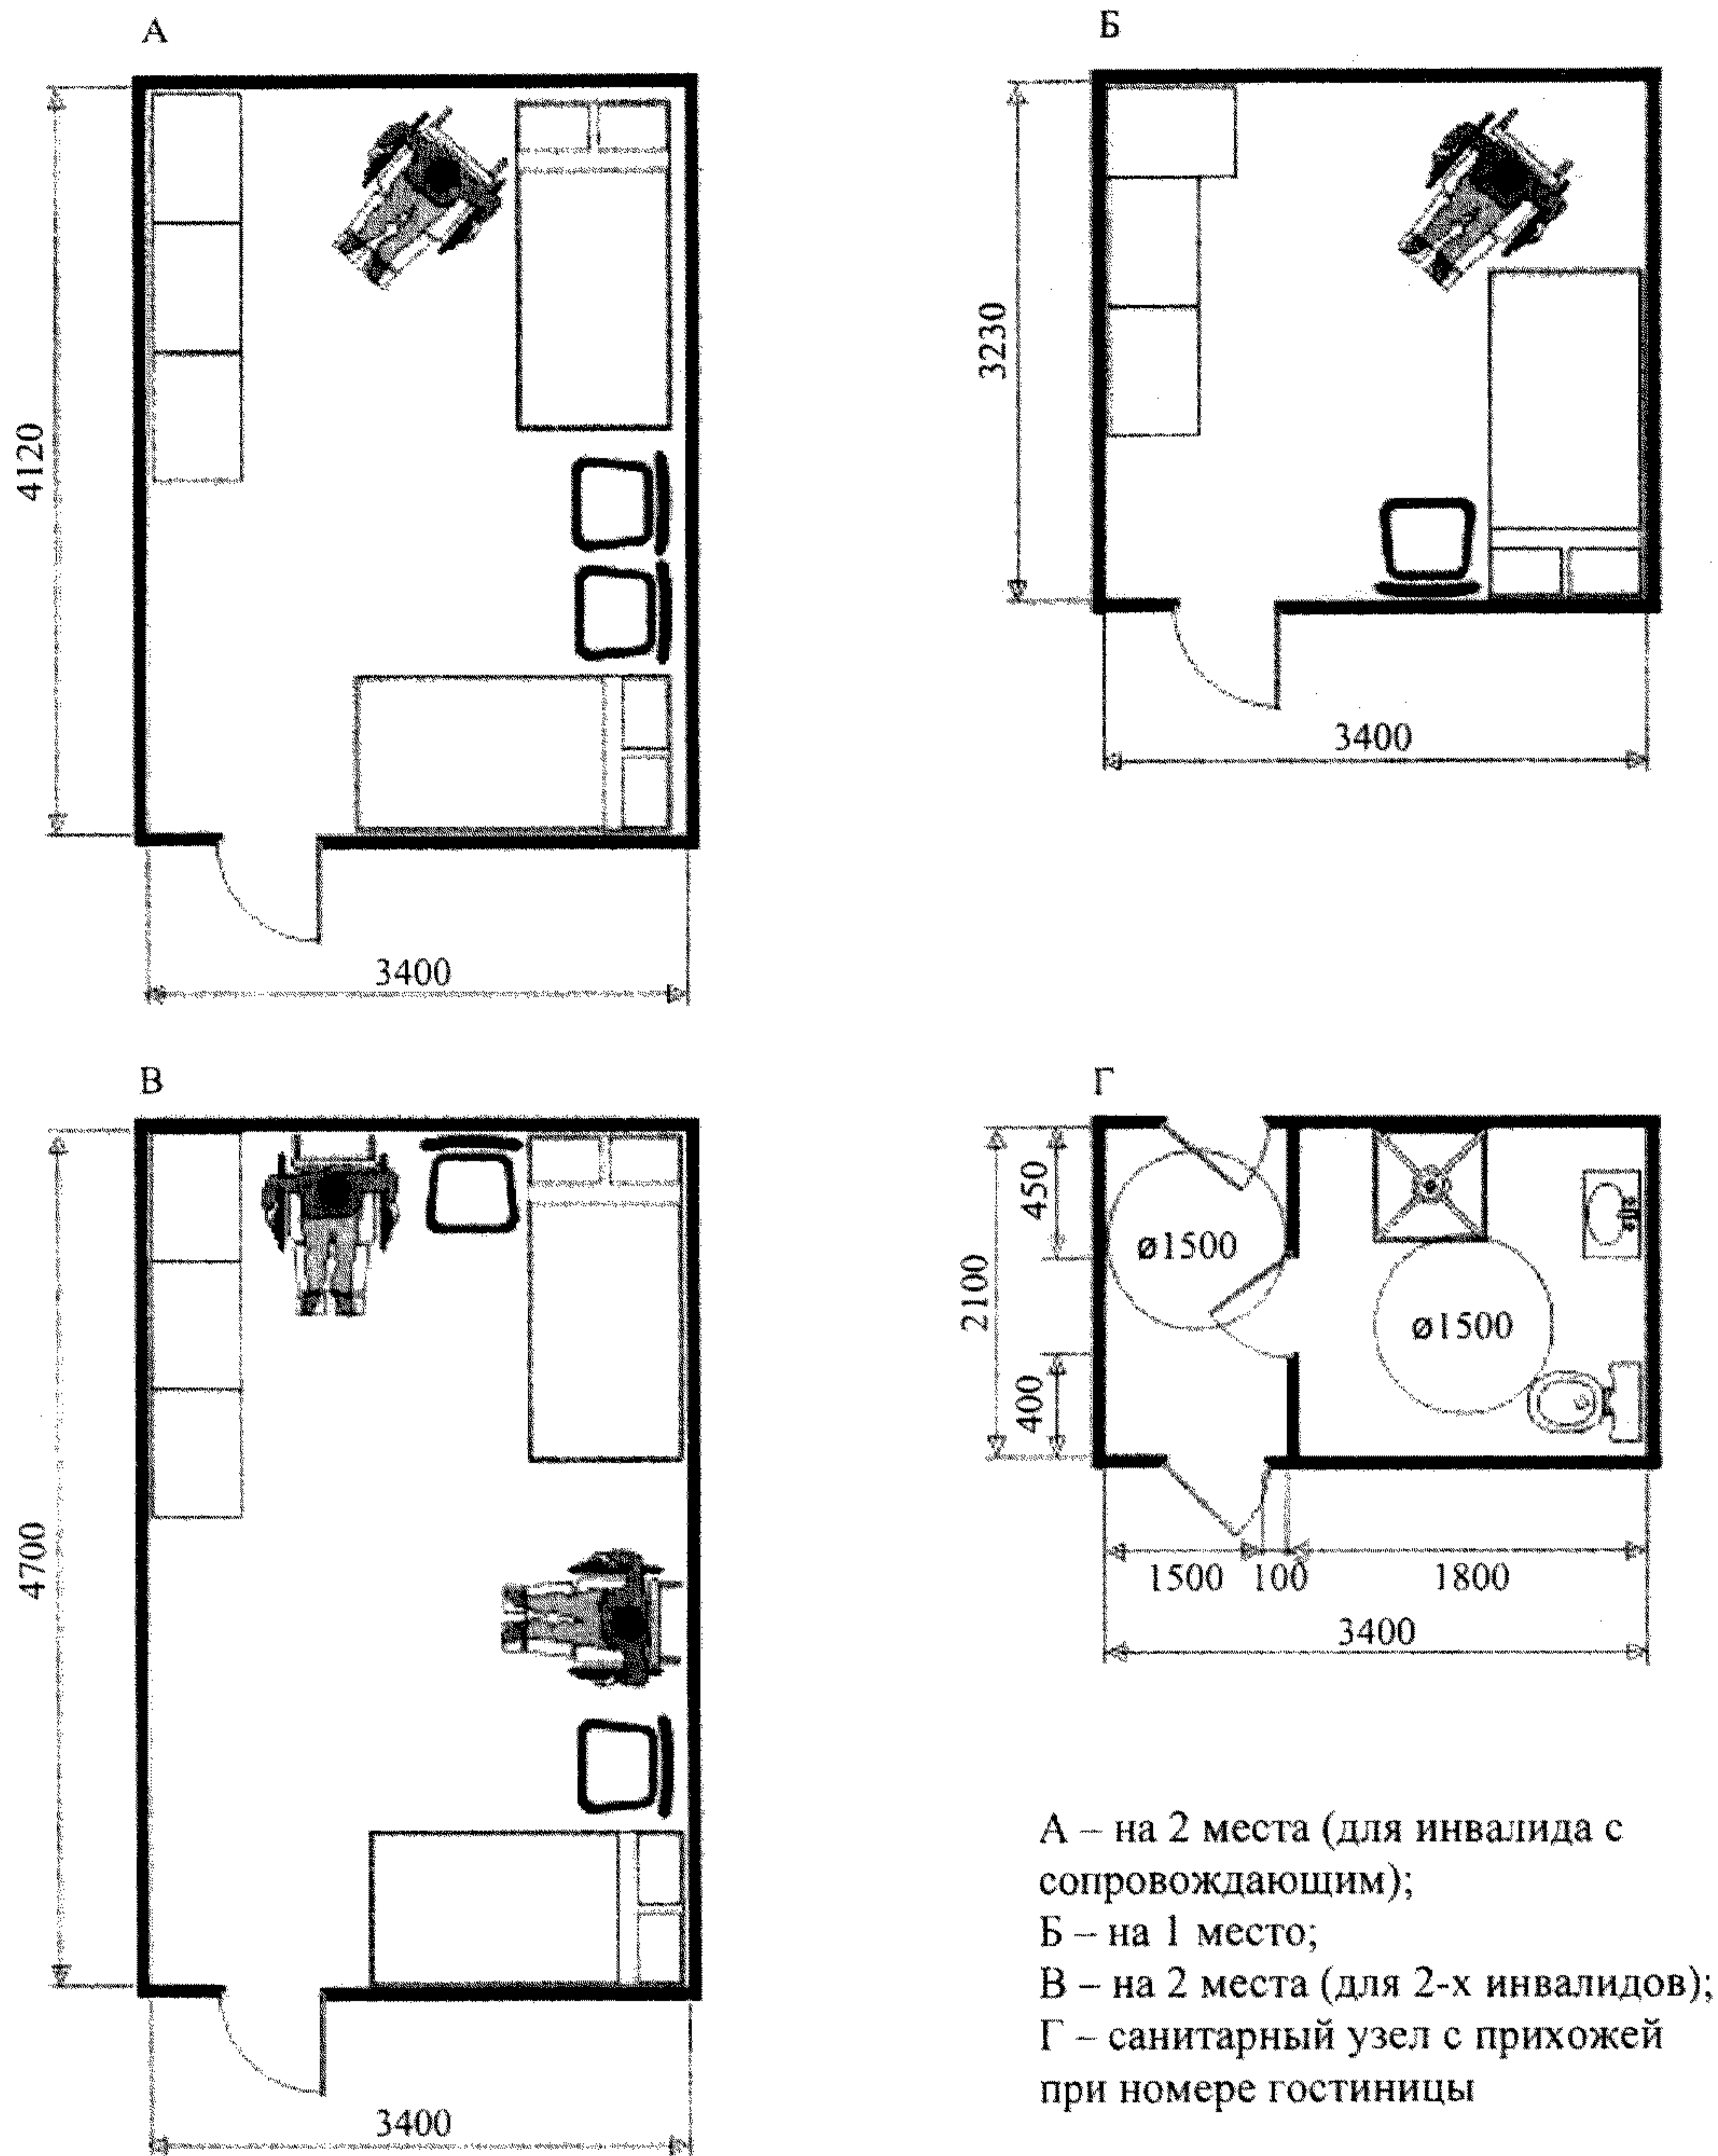 А
Б
4120
3400
3230
3400
В
Г
4700
3400
2100
450
400
ø1500
ø1500
1500 100 1800
3400
А – на 2 места (для инвалида с
сопровождающим);
Б – на 1 место;
В – на 2 места (для 2-х инвалидов);
Г – санитарный узел с прихожей
при номере гостиницы